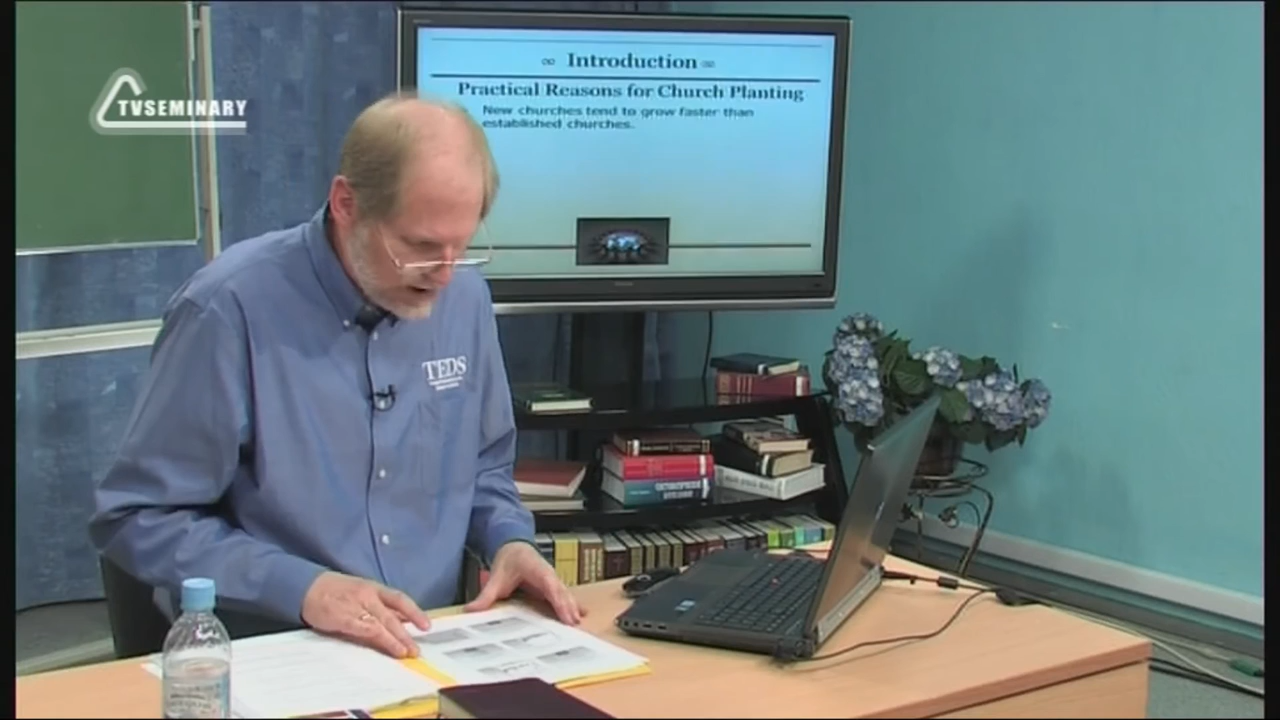 TVSEMINARY
Introduction
Practical Reasons for Church Planting
New churches tend to grow faster than
established churches.
TEDS